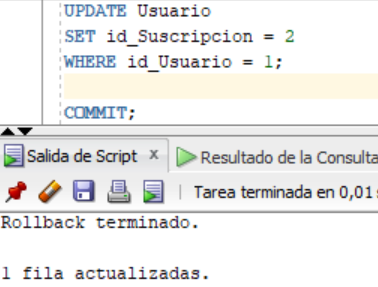 UPDATE Usuario
SET id_Suscripcion = 2
WHERE id_Usuario = 1;
COMMIT;
Salida de Script x Resultado de la Consulta
Tarea terminada en 0,01
Rollback terminado.
1 fila actualizadas.